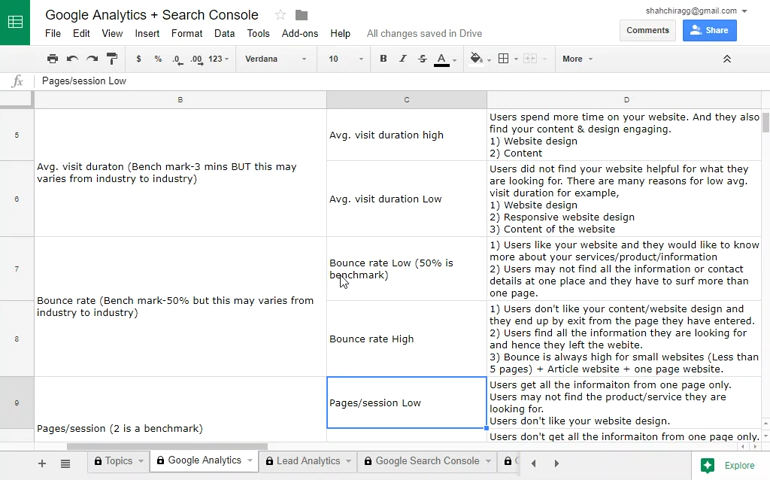 Google Analytics + Search Console
shahchiragg@gmail.com
File Edit View Insert Format Data Tools Add-ons Help All changes saved in Drive
Comments
Share
$ % .0 .00 123 Verdana 10 B I S A More
fx Pages/session Low
B C D
5
Avg. visit duration high
Users spend more time on your website. And they also
find your content & design engaging.
1) Website design
2) Content
Avg. visit duraton (Bench mark-3 mins BUT this may
varies from industry to industry)
6
Avg. visit duration Low
Users did not find your website helpful for what they
are looking for. There are many reasons for low avg.
visit duration for example,
1) Website design
2) Responsive website design
3) Content of the website
7
Bounce rate Low (50% is
benchmark)
1) Users like your website and they would like to know
more about your services/product/information
2) Users may not find all the information or contact
details at one place and they have to surf more than
one page.
Bounce rate (Bench mark-50% but this may varies from
industry to industry)
8
Bounce rate High
1) Users don't like your content/website design and
they end up by exit from the page they have entered.
2) Users find all the information they are looking for
and hence they left the webite.
3) Bounce is always high for small websites (Less than
5 pages) + Article website + one page website.
9
Pages/session Low
Users get all the informaiton from one page only.
Users may not find the product/service they are
looking for.
Users don't like your website design.
Pages/session (2 is a benchmark)
Users don't get all the informaiton from one page only.
Topics
Google Analytics
Lead Analytics
Google Search Console
Explore